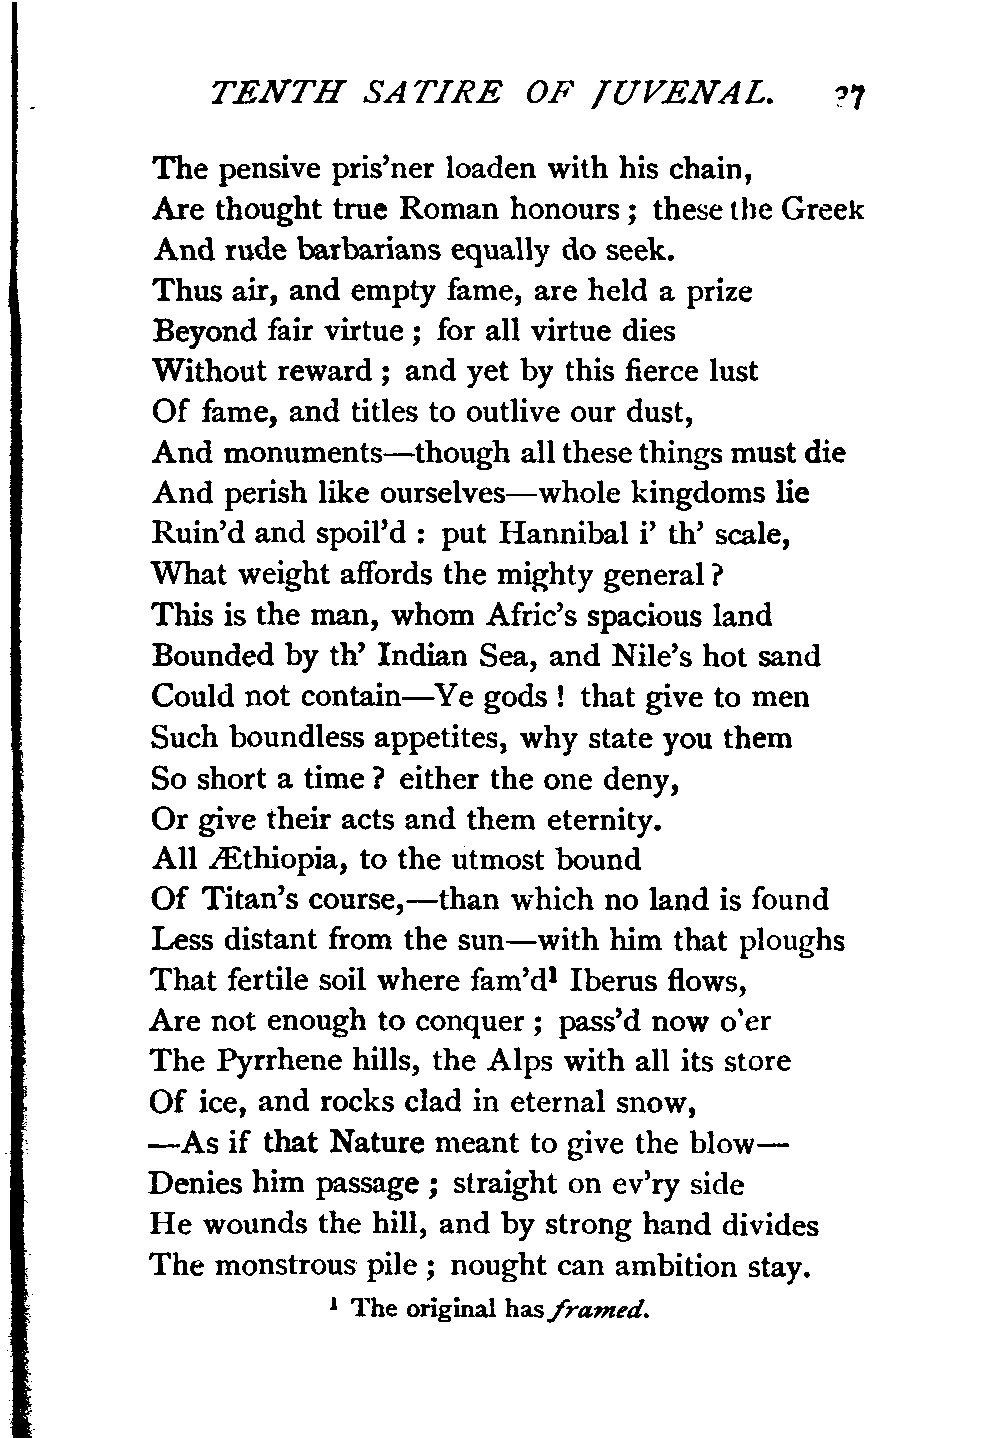 TENTH SATIRE OF JUVENAL. 27
The pensive pris'ner loaden with his chain,
Are thought true Roman honours ; these the Greek
And rude barbarians equally do seek.
Thus air, and empty fame, are held a prize
Beyond fair virtue ; for all virtue dies
Without reward ; and yet by this fierce lust
Of fame, and titles to outlive our dust,
And monuments—though all these things must die
And perish like ourselves—whole kingdoms lie
Ruin'd and spoil'd : put Hannibal i' th' scale,
What weight affords the mighty general ?
This is the man, whom Afric's spacious land
Bounded by th' Indian Sea, and Nile's hot sand
Could not contain—Ye gods ! that give to men
Such boundless appetites, why state you them
So short a time ? either the one deny,
Or give their acts and them eternity.
All Æthiopia, to the utmost bound
Of Titan's course,—than which no land is found
Less distant from the sun—with him that ploughs
That fertile soil where fam'd¹ Iberus flows,
Are not enough to conquer ; pass'd now o'er
The Pyrrhene hills, the Alps with all its store
Of ice, and rocks clad in eternal snow,
—As if that Nature meant to give the blow—
Denies him passage ; straight on ev'ry side
He wounds the hill, and by strong hand divides
The monstrous pile ; nought can ambition stay.
¹ The original has framed.